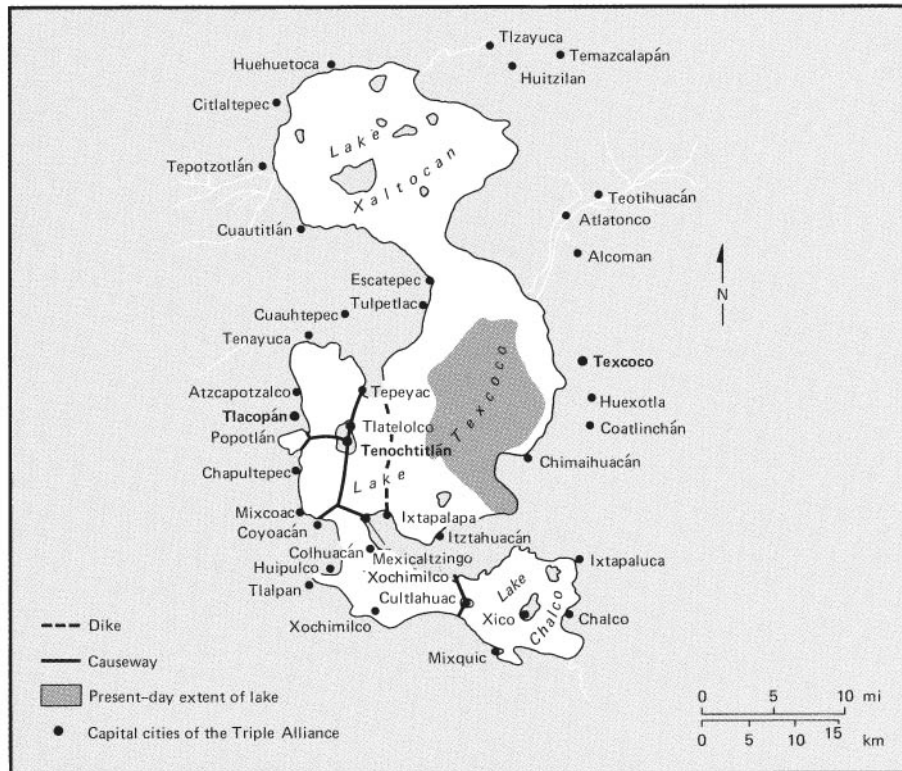 Tlzayuca
Temazcalapán
Huitzilan
Huehuetoca
Citlaltepec
Lake
Xaltocan
Tepotzotlán
Teotihuacán
Atlatonco
Cuautitlán
Alcoman
Escatepec
Tulpetlac
N
Cuauhtepec
Tenayuca
Texcoco
Texcoco
Atzcapotzalco
Tepeyac
Huexotla
Tlacopán
Tlatelolco
Coatlinchán
Popotlán
Tenochtitlán
Chimaihuacán
Chapultepec
Lake
Mixcoac
Ixtapalapa
Coyoacán
Itztahuacán
Colhuacán
Mexicaltzingo
Ixtapaluca
Huipulco
Xochimilco
Lake
Tlalpan
Cultlahuac
Chalco
Xico
Chalco
Xochimilco
Mixquic
Dike
Causeway
Present-day extent of lake
Capital cities of the Triple Alliance
0 5 10 mi
0 5 10 15 km